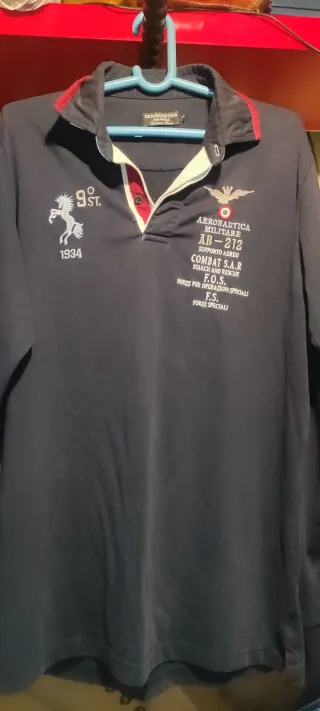 9°
ST.
1934
AERONAUTICA
MILITARE
AB-212
SUPPORTO AEREO
COMBAT S.A.R
SEARCH AND RESCUE
F.O.S.
FORZE PER OPERAZIONI SPECIALI
F.S.
FORZE SPECIALI